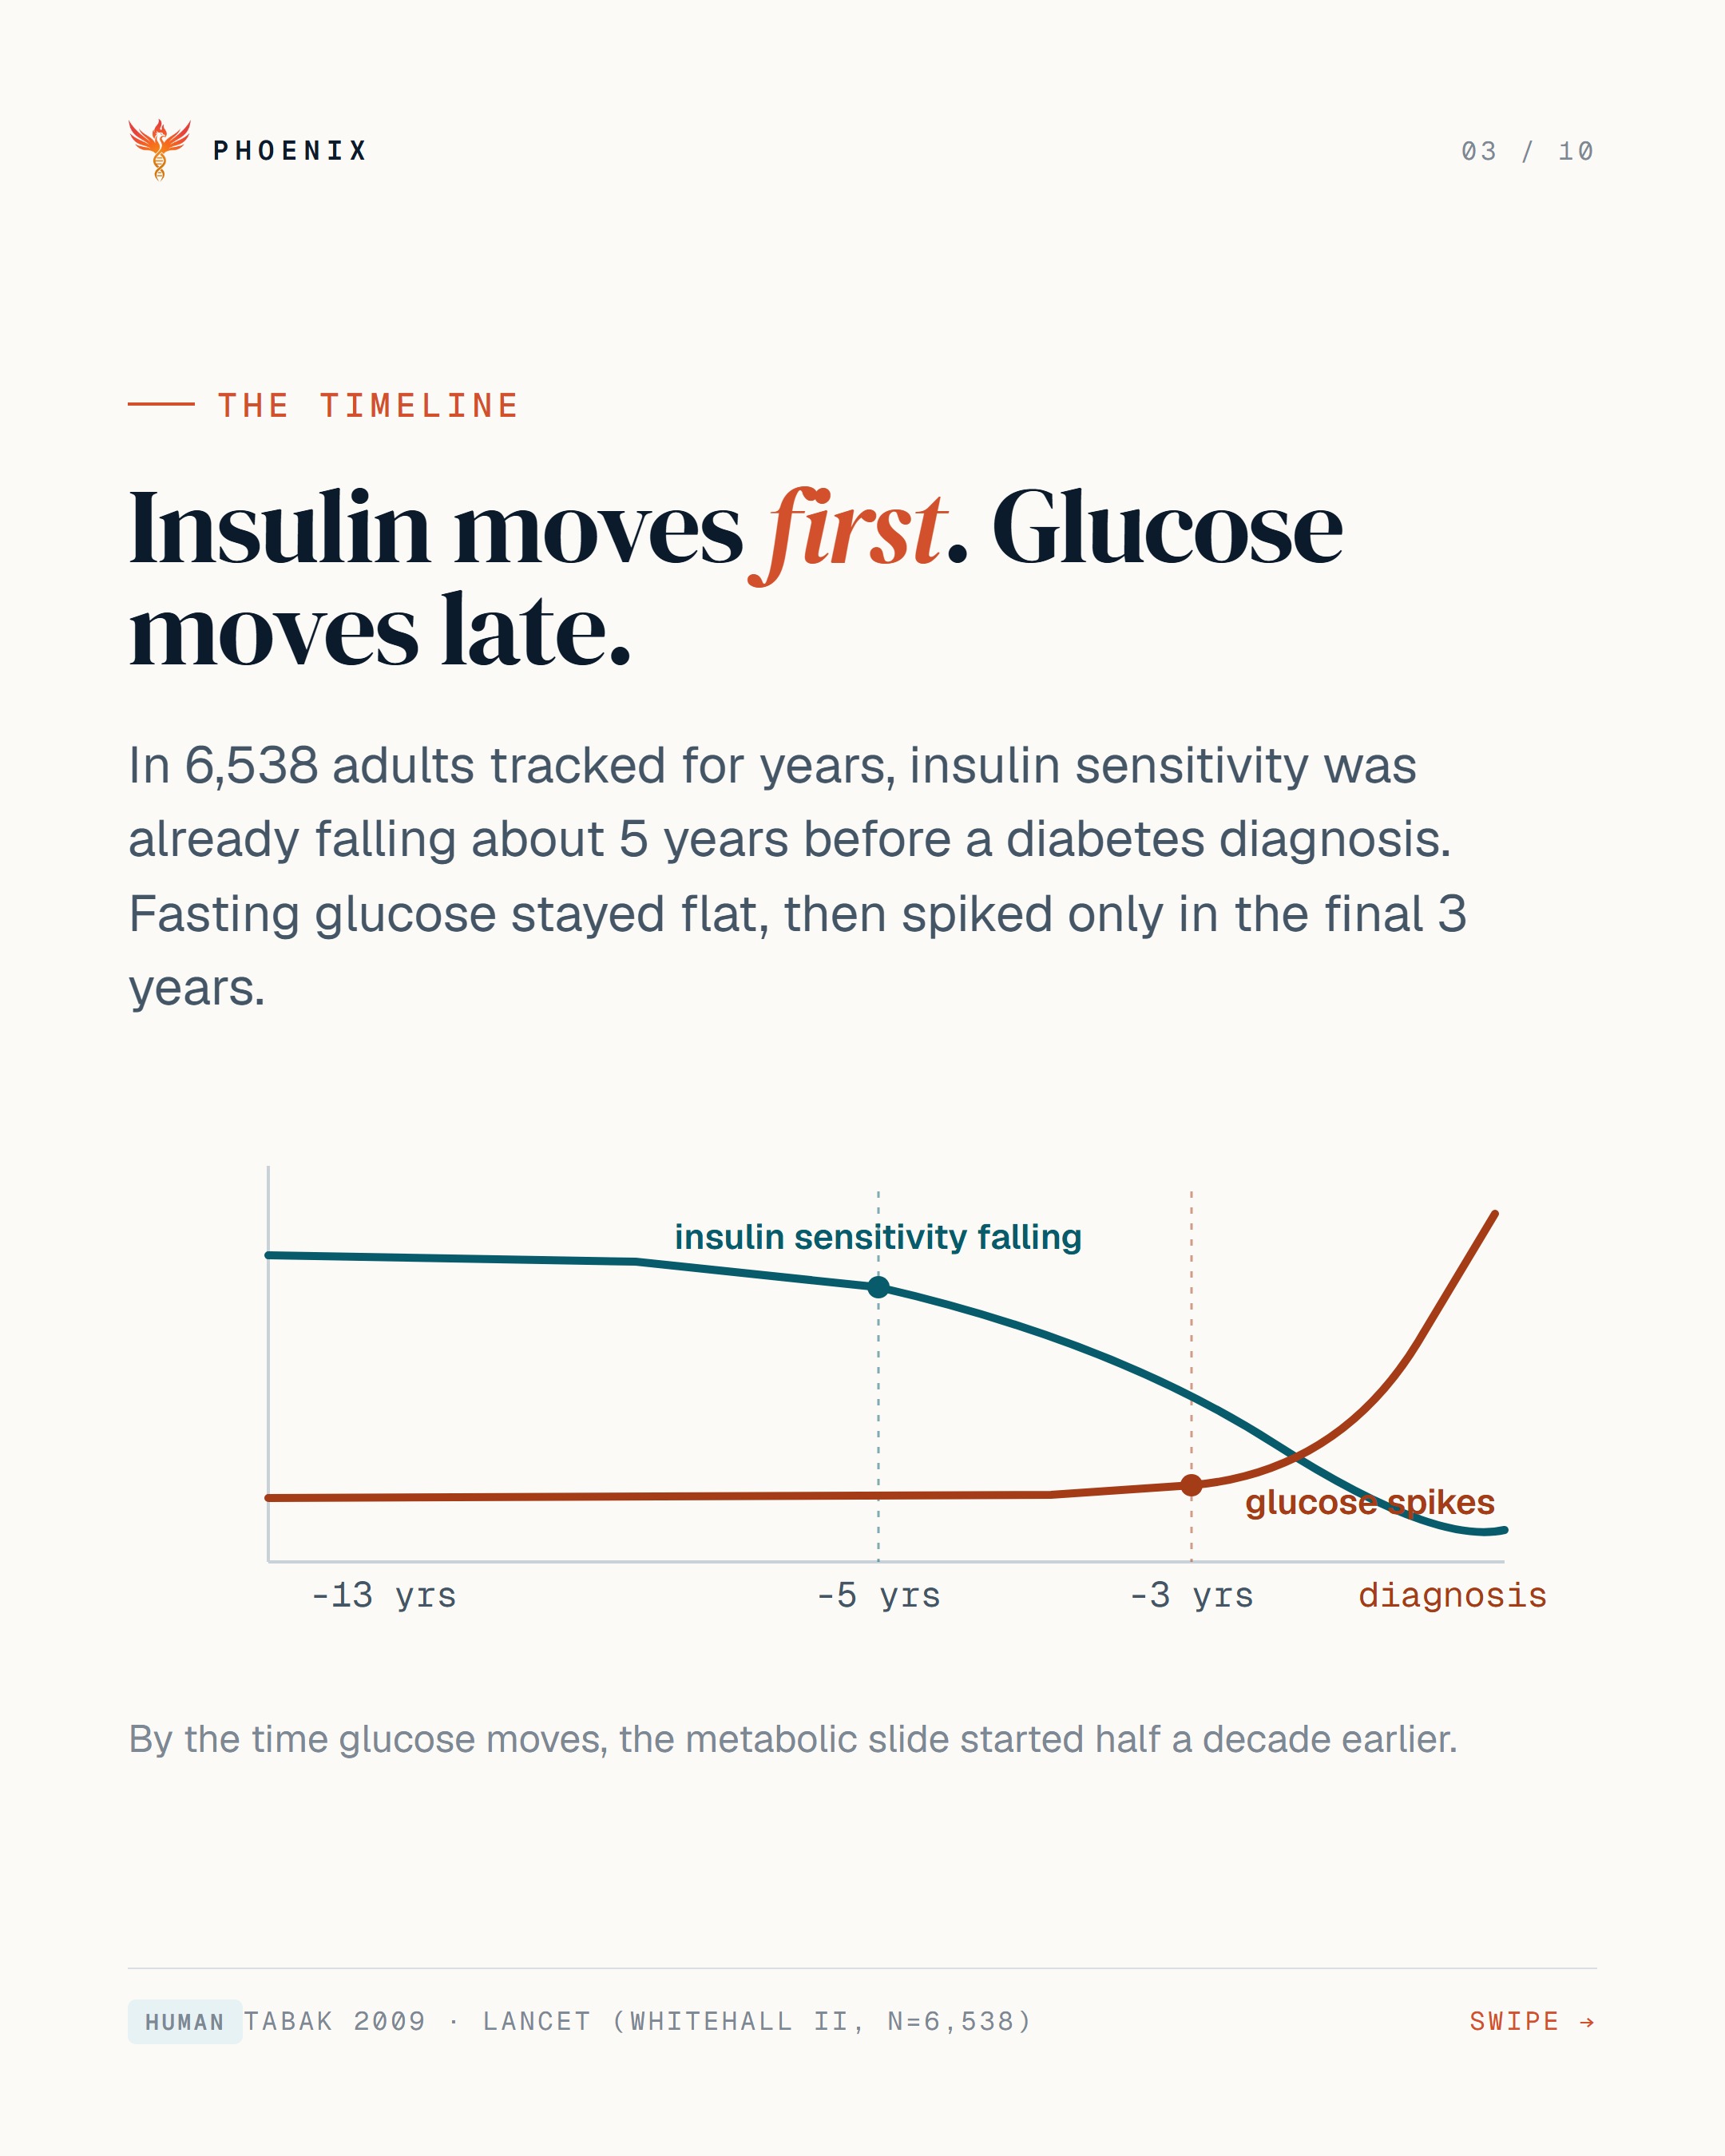 PHOENIX
03 / 10
THE TIMELINE
Insulin moves first. Glucose
moves late.
In 6,538 adults tracked for years, insulin sensitivity was
already falling about 5 years before a diabetes diagnosis.
Fasting glucose stayed flat, then spiked only in the final 3
years.
insulin sensitivity falling
glucose spikes
-13 yrs
-5 yrs
-3 yrs
diagnosis
By the time glucose moves, the metabolic slide started half a decade earlier.
HUMAN TABAK 2009 · LANCET (WHITEHALL II, N=6,538)
SWIPE →